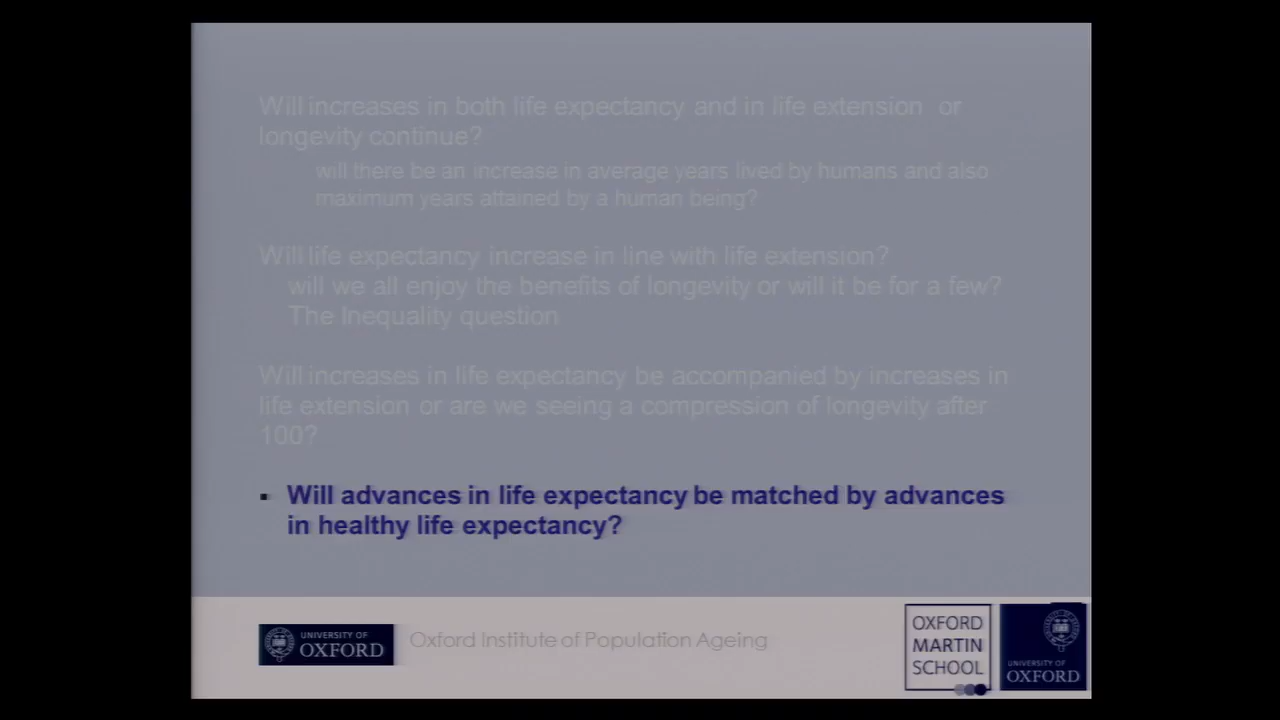 Will increases in both life expectancy and in life extension or
longevity continue?
will there be an increase in average years lived by humans and also
maximum years attained by a human being?
Will life expectancy increase in line with life extension?
will we all enjoy the benefits of longevity or will it be for a few?
The Inequality question
Will increases in life expectancy be accompanied by increases in
life extension or are we seeing a compression of longevity after
100?
▪ Will advances in life expectancy be matched by advances
in healthy life expectancy?
UNIVERSITY OF
OXFORD
Oxford Institute of Population Ageing
OXFORD
MARTIN
SCHOOL
UNIVERSITY OF
OXFORD